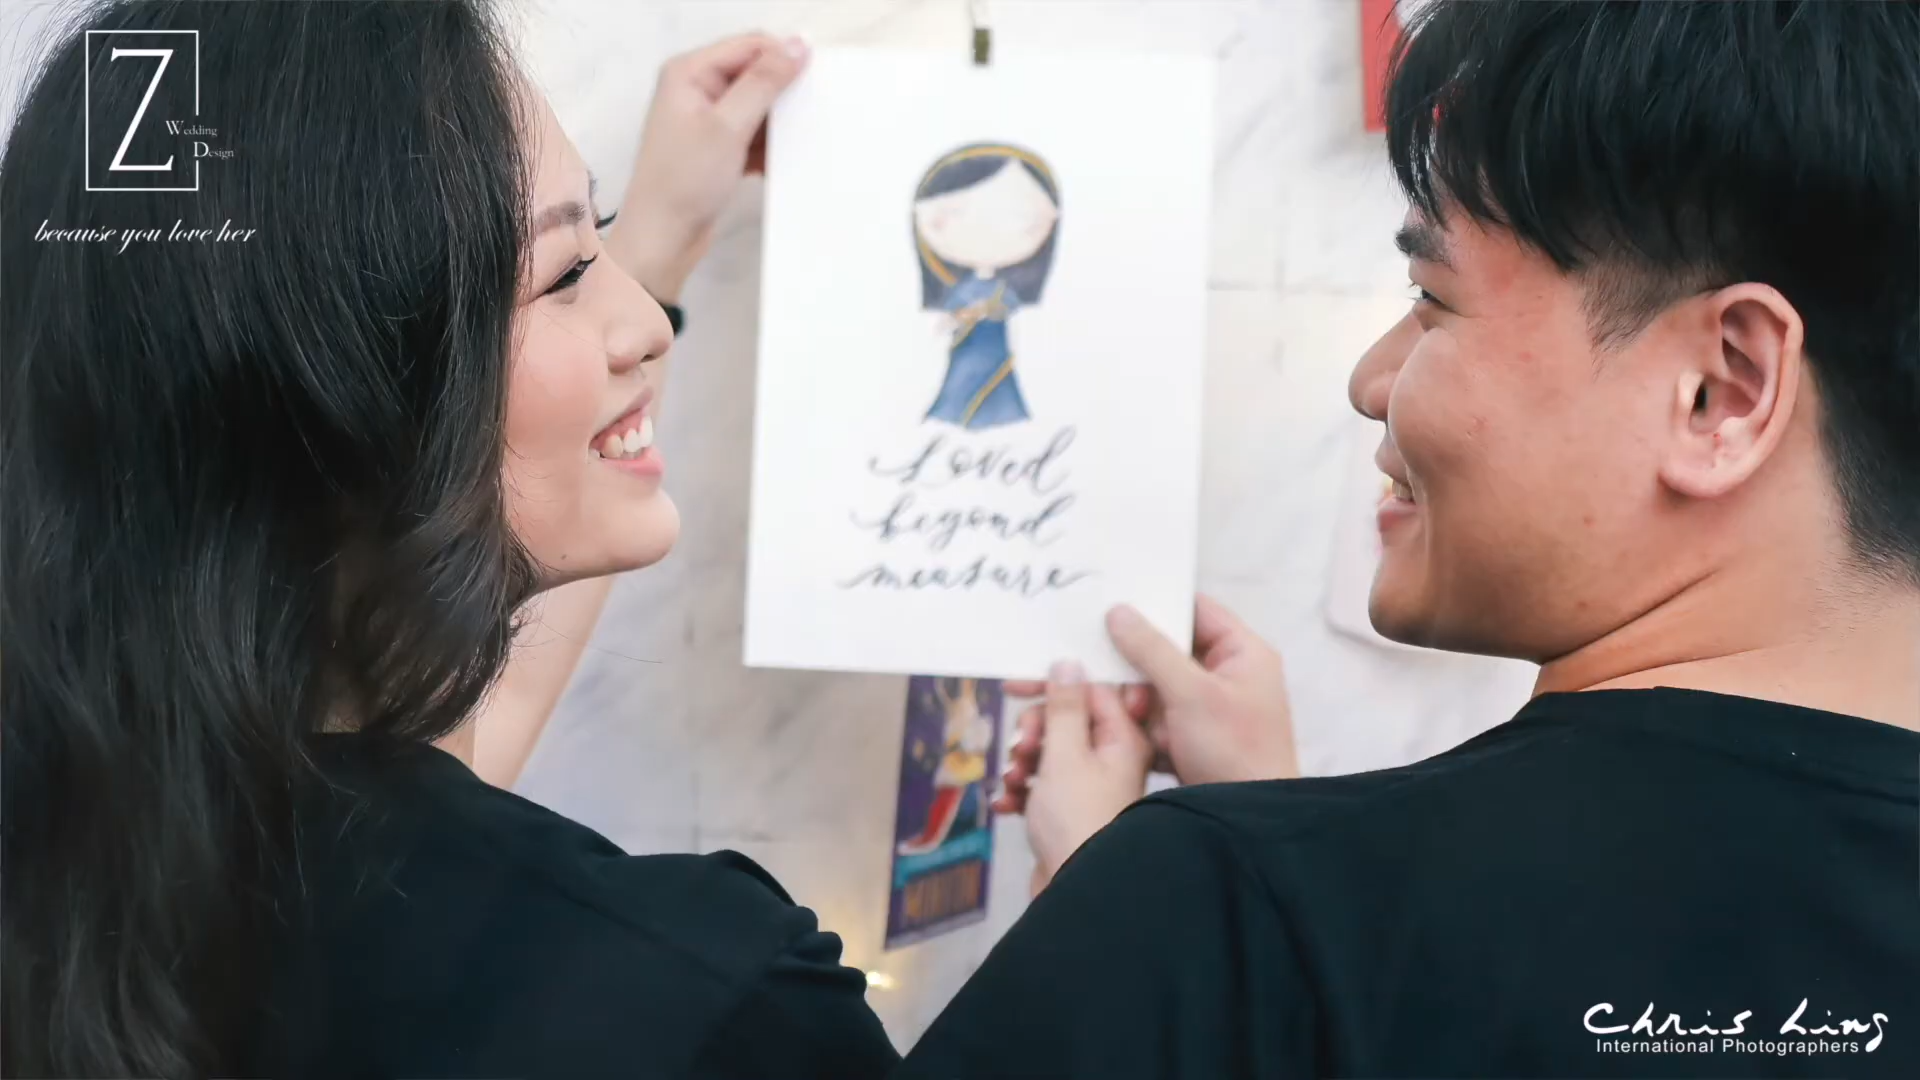 Z
Wedding
Design
because you love her
Loved
beyond
measure
Chris Ling
International Photographers